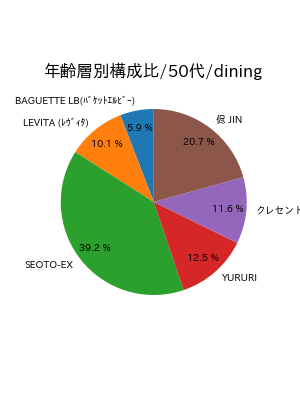 年齢層別構成比/50代/dining
BAGUETTE LB(ﾊﾞｹｯﾄｴﾙﾋﾞｰ)
5.9 %
LEVITA (ﾚｳﾞｨﾀ)
10.1 %
侭 JIN
20.7 %
クレセント
11.6 %
39.2 %
SEOTO-EX
12.5 %
YURURI